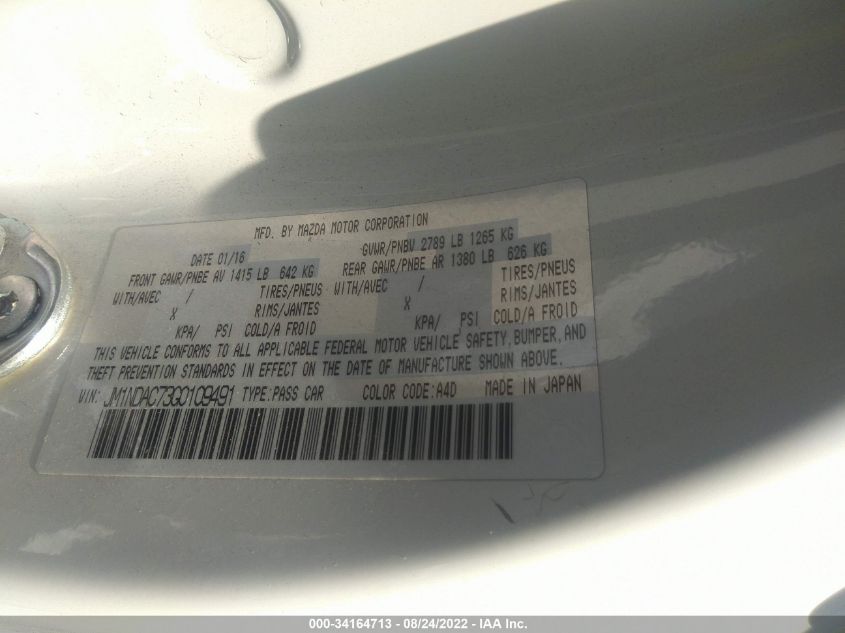 MFD. BY MAZDA MOTOR CORPORATION
DATE 01/16 GVWR/PNBV 2789 LB 1265 KG
FRONT GAWR/PNBE AV 1415 LB 642 KG REAR GAWR/PNBE AR 1380 LB 626 KG
WITH/AVEC / TIRES/PNEUS WITH/AVEC / TIRES/PNEUS
X RIMS/JANTES X RIMS/JANTES
KPA/ PSI COLD/A FROID KPA/ PSI COLD/A FROID
THIS VEHICLE CONFORMS TO ALL APPLICABLE FEDERAL MOTOR VEHICLE SAFETY, BUMPER, AND
THEFT PREVENTION STANDARDS IN EFFECT ON THE DATE OF MANUFACTURE SHOWN ABOVE.
VIN: JM1NDAC73G0109491 TYPE: PASS CAR COLOR CODE: A4D MADE IN JAPAN
000-34164713 - 08/24/2022 - IAA Inc.